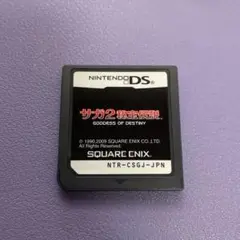 NINTENDO DS
サガ2秘宝伝説
GODDESS OF DESTINY
© 1990,2009 SQUARE ENIX CO.,LTD.
All Rights Reserved.
SQUARE ENIX
NTR-CSGJ-JPN